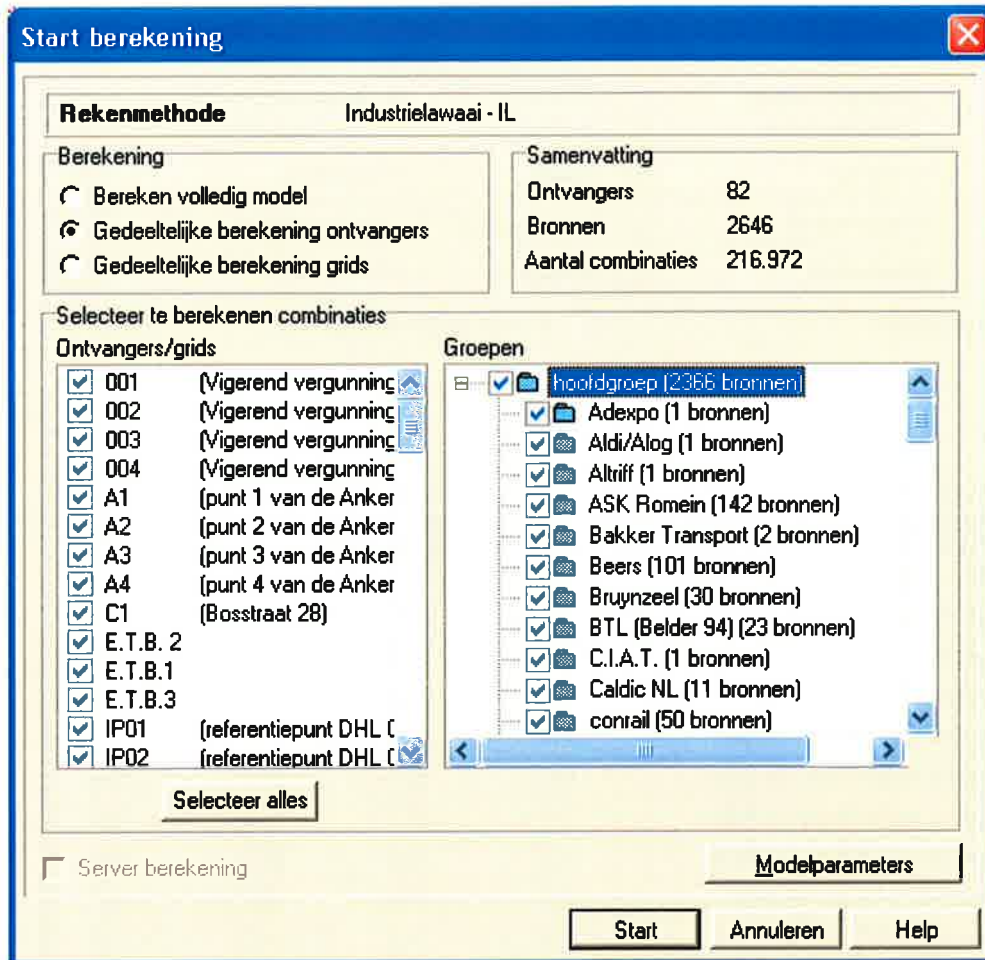 Start berekening
Rekenmethode Industrielawaai - IL
Berekening
Bereken volledig model
Gedeeltelijke berekening ontvangers
Gedeeltelijke berekening grids
Samenvatting
Ontvangers 82
Bronnen 2646
Aantal combinaties 216.972
Selecteer te berekenen combinaties
Ontvangers/grids
001 (Vigerend vergunning
002 (Vigerend vergunning
003 (Vigerend vergunning
004 (Vigerend vergunning
A1 (punt 1 van de Anker
A2 (punt 2 van de Anker
A3 (punt 3 van de Anker
A4 (punt 4 van de Anker
C1 (Bosstraat 28)
E.T.B. 2
E.T.B.1
E.T.B.3
IP01 (referentiepunt DHL
IP02 (referentiepunt DHL
Selecteer alles
Groepen
hoofdgroep (2366 bronnen)
Adexpo (1 bronnen)
Aldi/Alog (1 bronnen)
Altriff (1 bronnen)
ASK Romein (142 bronnen)
Bakker Transport (2 bronnen)
Beers (101 bronnen)
Bruynzeel (30 bronnen)
BTL (Belder 94) (23 bronnen)
C.I.A.T. (1 bronnen)
Caldic NL (11 bronnen)
conrail (50 bronnen)
Server berekening
Modelparameters
Start
Annuleren
Help